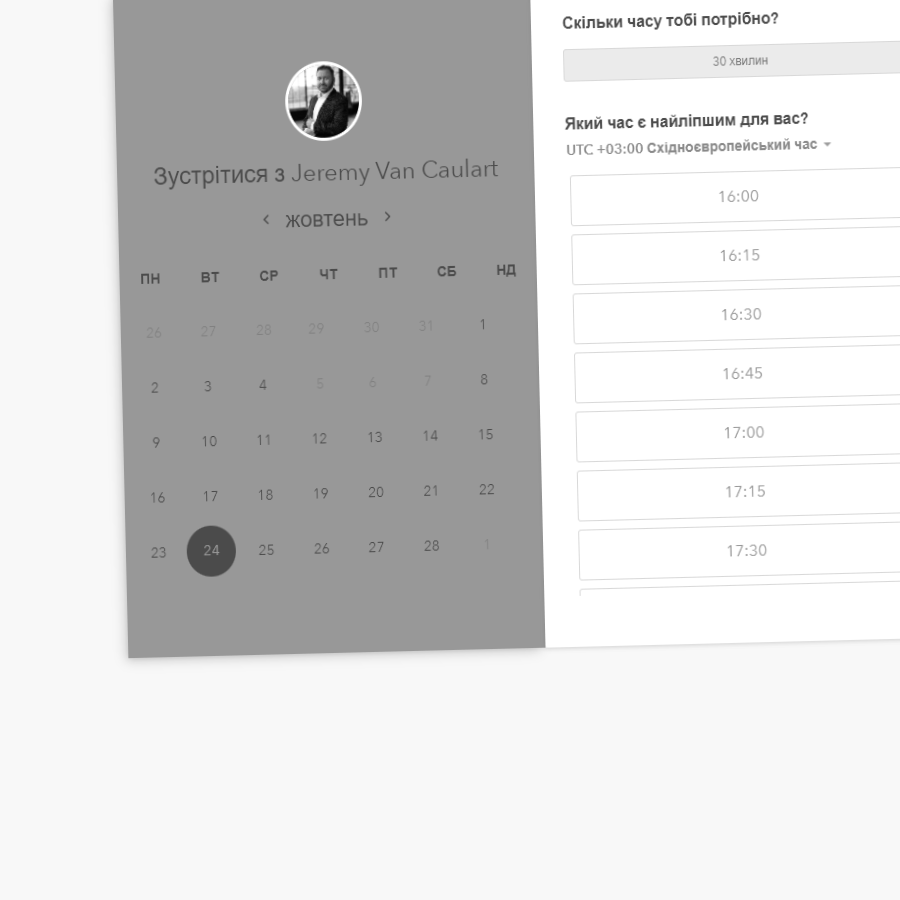 Зустрітися з Jeremy Van Caulart
жовтень
ПН ВТ СР ЧТ ПТ СБ НД
26 27 28 29 30 31 1
2 3 4 5 6 7 8
9 10 11 12 13 14 15
16 17 18 19 20 21 22
23 24 25 26 27 28 1
Скільки часу тобі потрібно?
30 хвилин
Який час є найліпшим для вас?
UTC +03:00 Східноєвропейський час
16:00
16:15
16:30
16:45
17:00
17:15
17:30